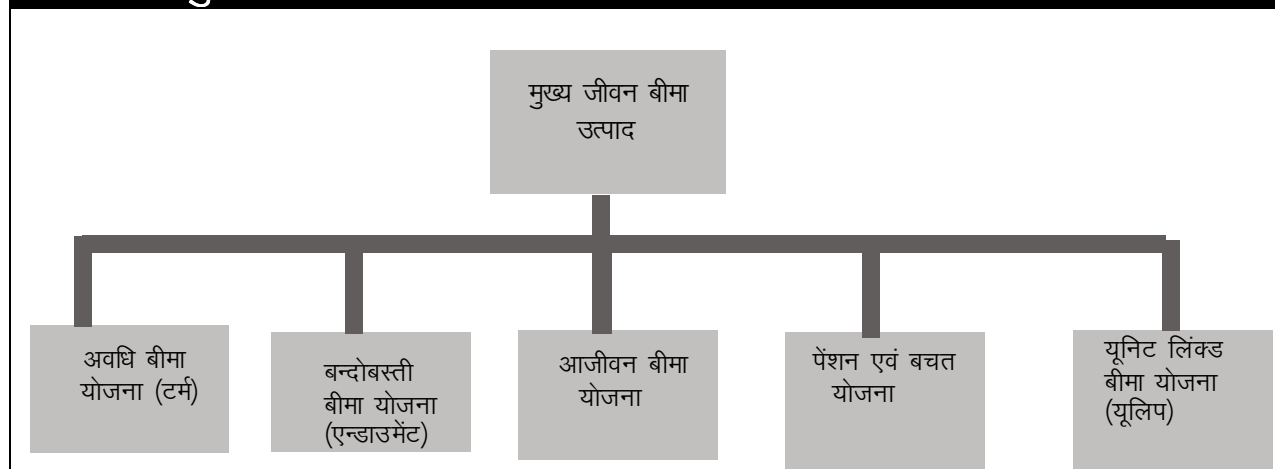 मुख्य जीवन बीमा
उत्पाद
अवधि बीमा
योजना (टर्म)
बन्दोबस्ती
बीमा योजना
(एन्डाउमेंट)
आजीवन बीमा
योजना
पेंशन एवं बचत
योजना
यूनिट लिंक्ड
बीमा योजना
(यूलिप)